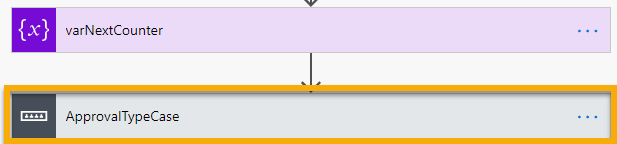 {x} varNextCounter ...
ApprovalTypeCase ...